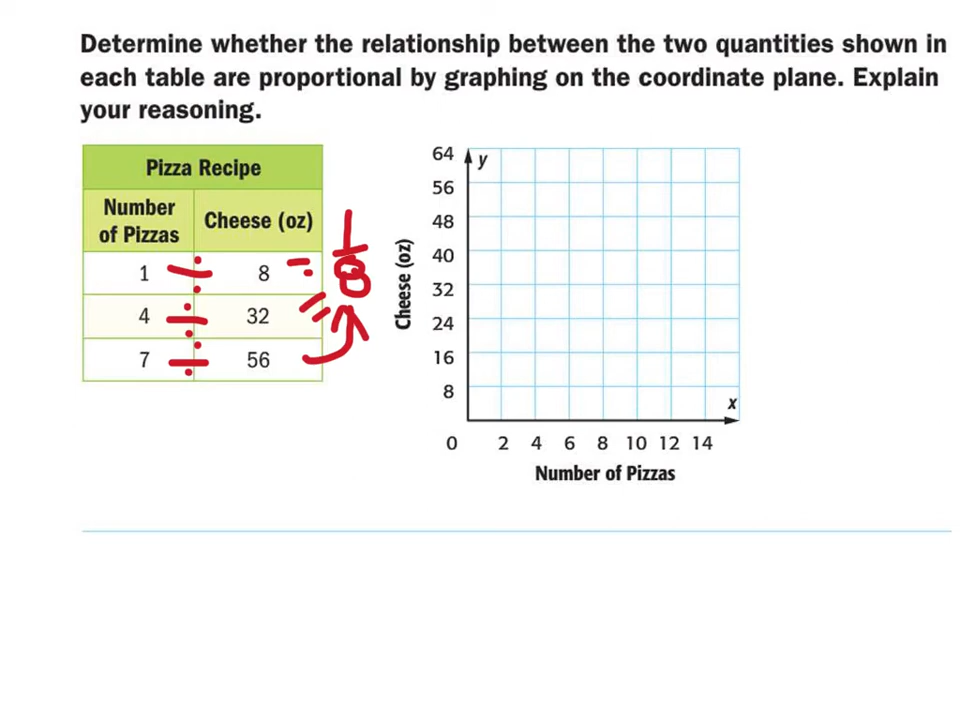 Determine whether the relationship between the two quantities shown in
each table are proportional by graphing on the coordinate plane. Explain
your reasoning.
Pizza Recipe
Number
of Pizzas
Cheese (oz)
1 ÷ 8 = 1/8
4 ÷ 32 =
7 ÷ 56
64
56
48
40
32
24
16
8
y
x
Cheese (oz)
0 2 4 6 8 10 12 14
Number of Pizzas